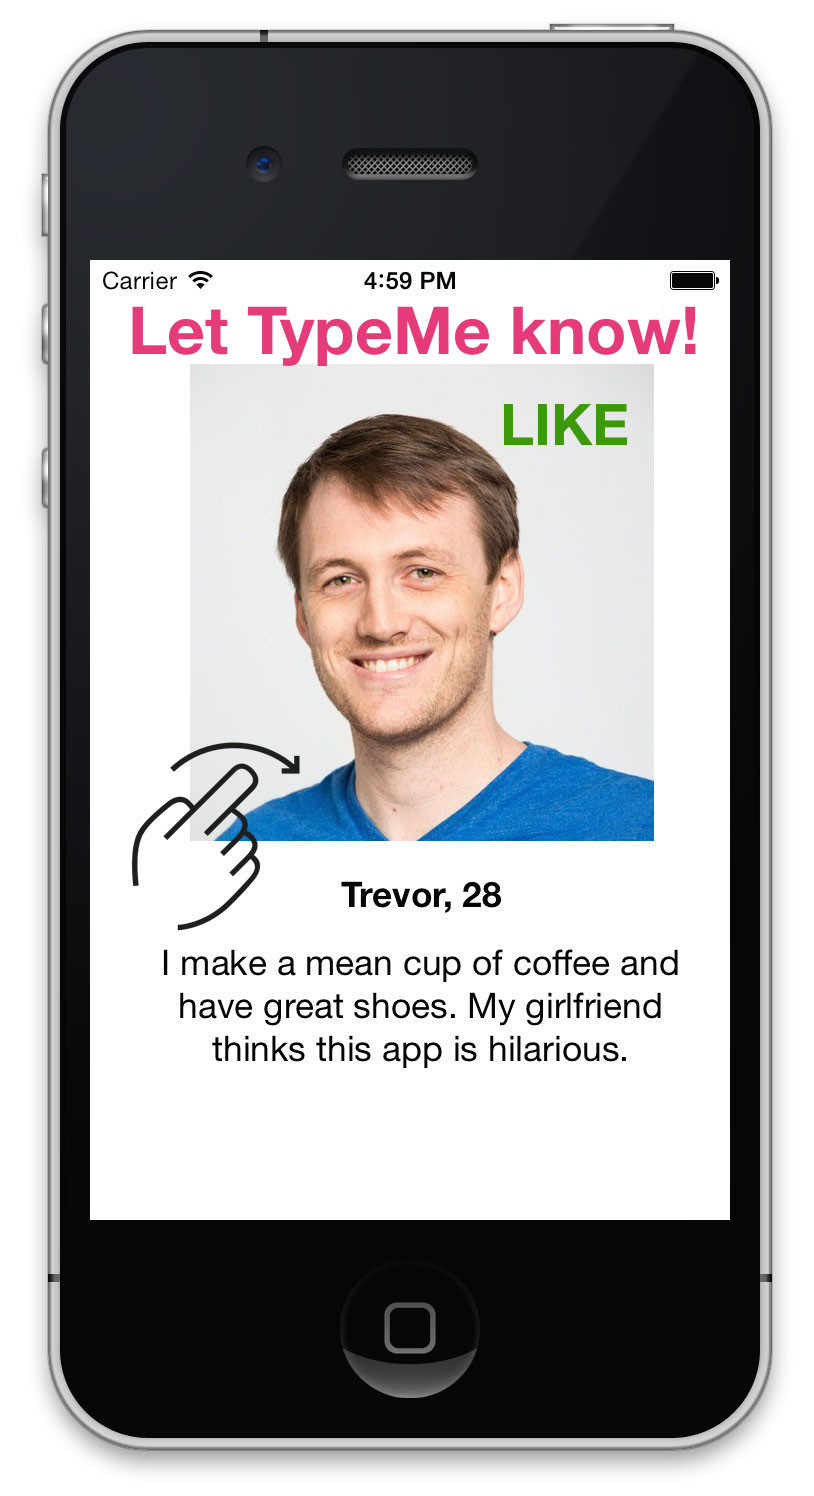 Carrier 4:59 PM
Let TypeMe know!
LIKE
Trevor, 28
I make a mean cup of coffee and
have great shoes. My girlfriend
thinks this app is hilarious.